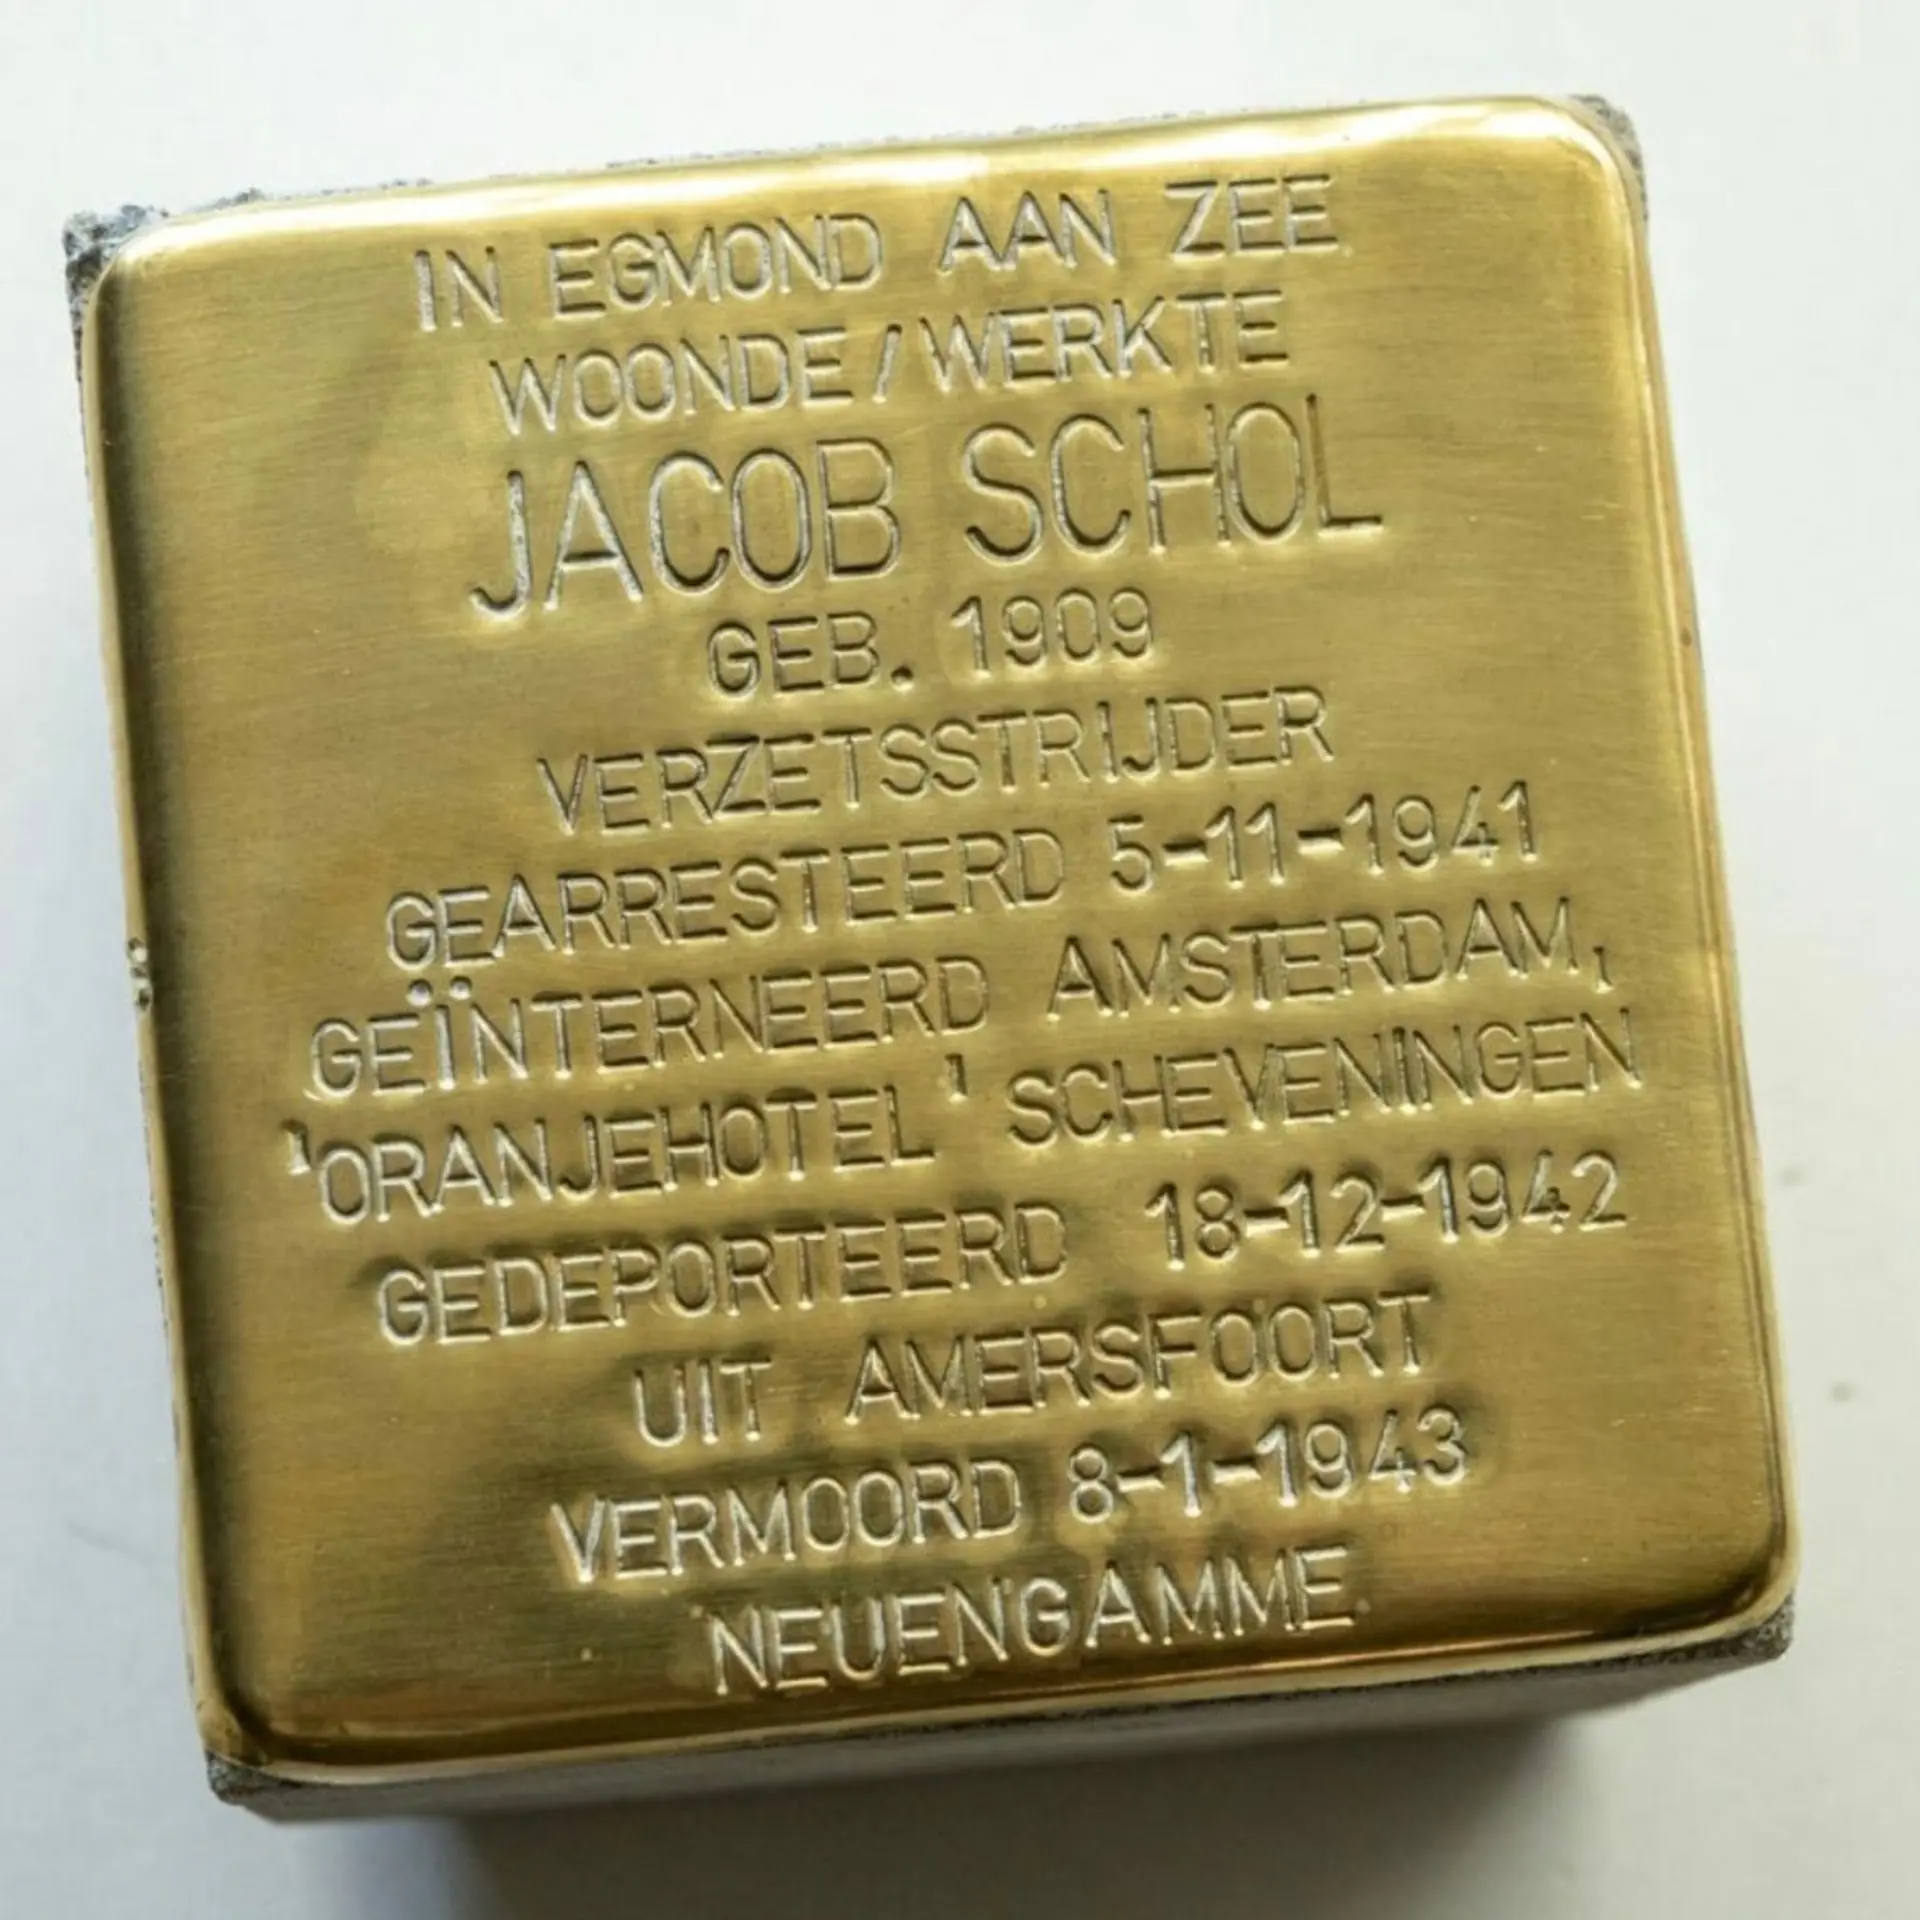 IN EGMOND AAN ZEE
WOONDE/WERKTE
JACOB SCHOL
GEB. 1909
VERZETSSTRIJDER
GEARRESTEERD 5-11-1941
GEÏNTERNEERD AMSTERDAM,
'ORANJEHOTEL' SCHEVENINGEN
GEDEPORTEERD 18-12-1942
UIT AMERSFOORT
VERMOORD 8-1-1943
NEUENGAMME